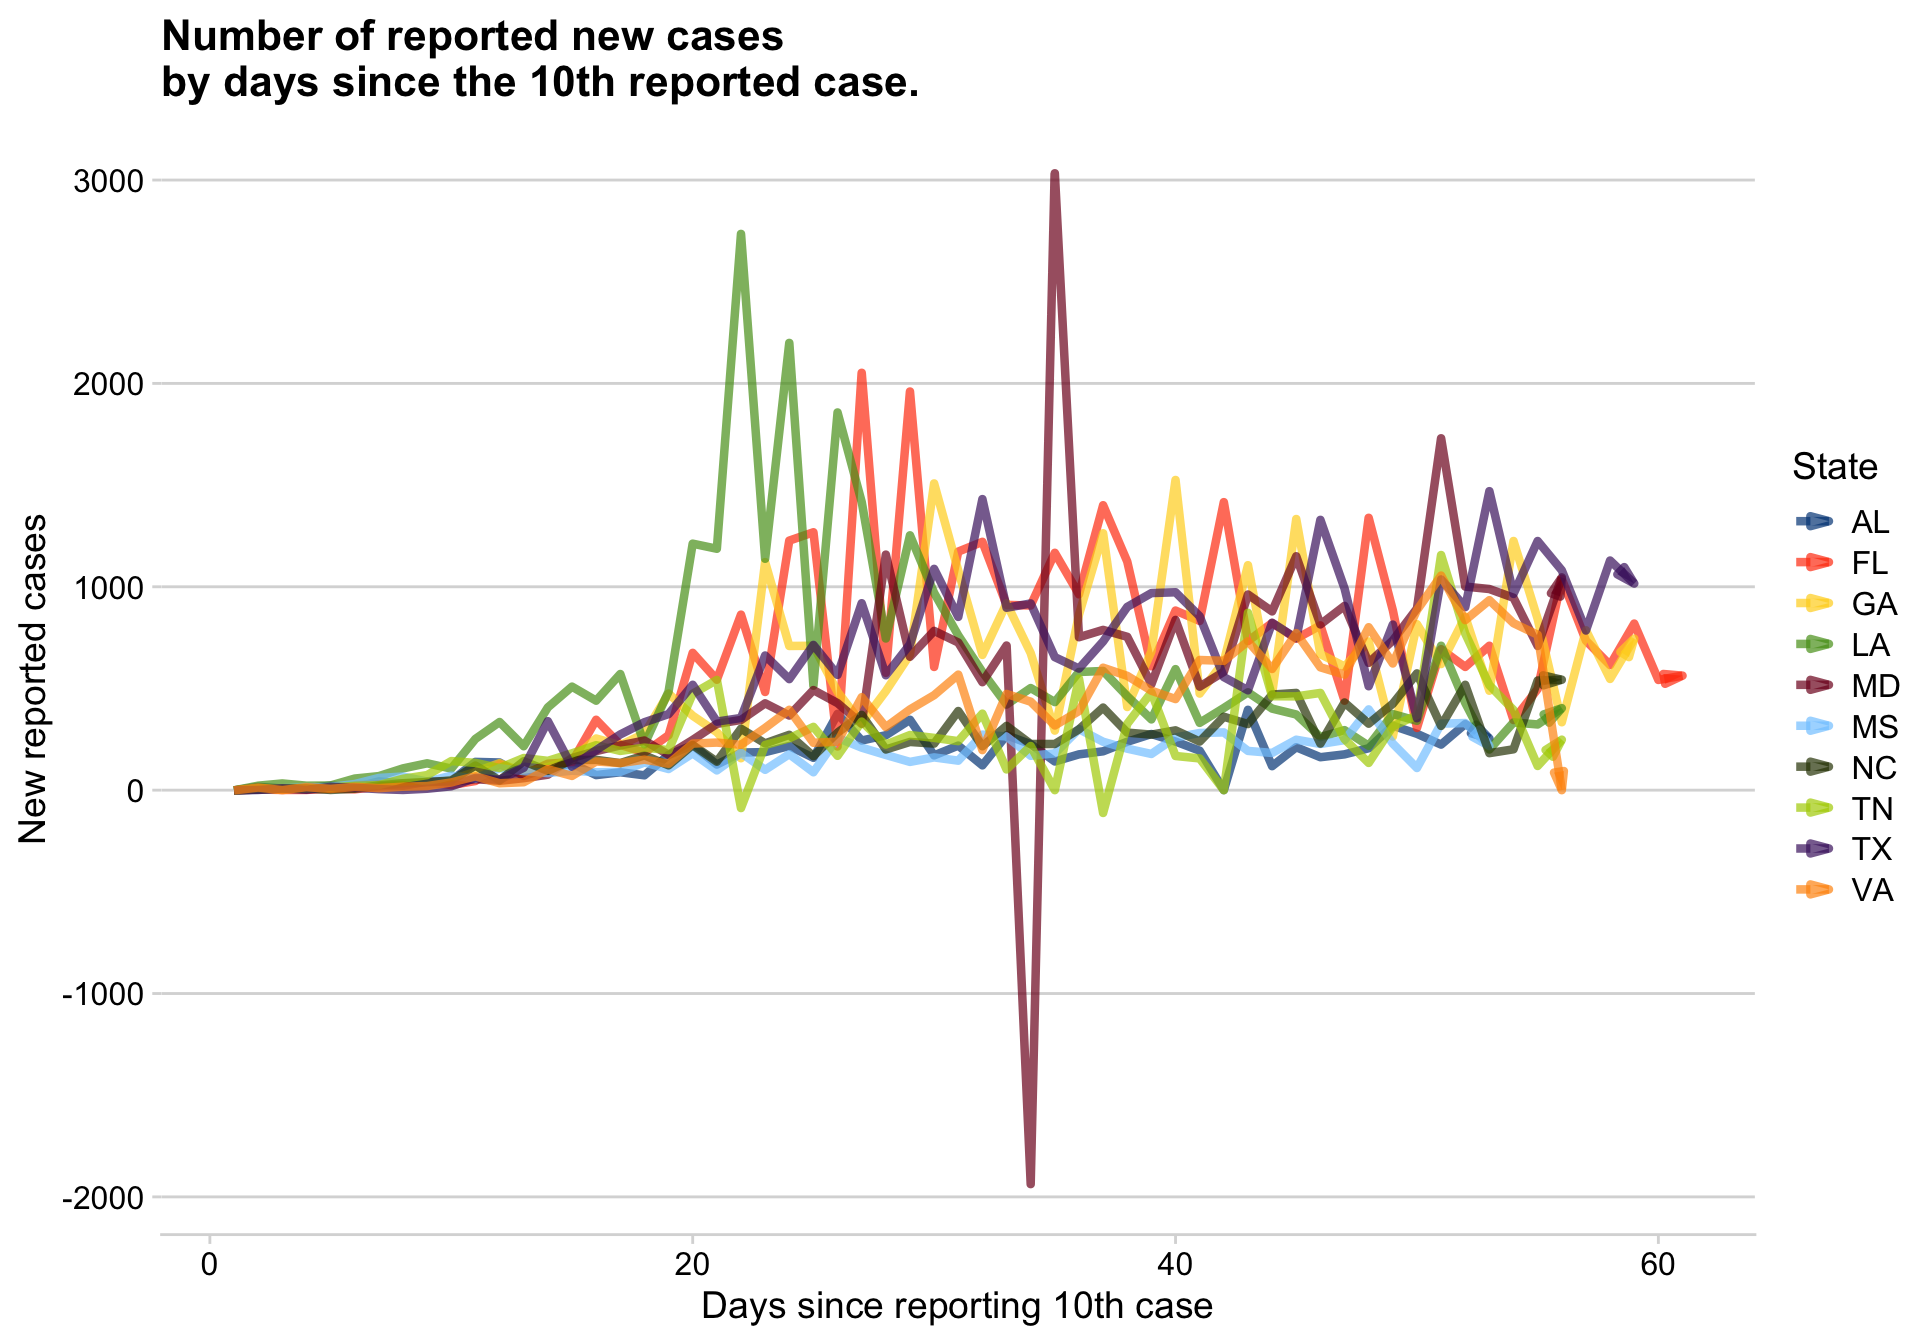 Number of reported new cases
by days since the 10th reported case.
New reported cases
3000
2000
1000
0
-1000
-2000
0
20
40
60
Days since reporting 10th case
State
AL
FL
GA
LA
MD
MS
NC
TN
TX
VA